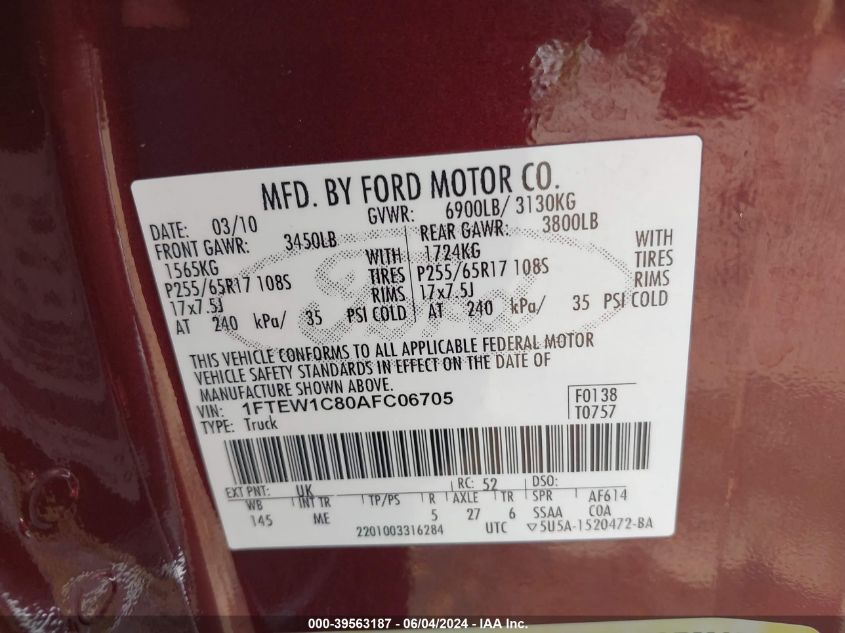 MFD. BY FORD MOTOR CO.
DATE: 03/10 GVWR: 6900LB/ 3130KG
FRONT GAWR: 3450LB REAR GAWR: 3800LB
1565KG WITH 1724KG WITH
P255/65R17 108S TIRES P255/65R17 108S TIRES
17x7.5J RIMS 17x7.5J RIMS
AT 240 kPa/ 35 PSI COLD AT 240 kPa/ 35 PSI COLD
Ford
THIS VEHICLE CONFORMS TO ALL APPLICABLE FEDERAL MOTOR
VEHICLE SAFETY STANDARDS IN EFFECT ON THE DATE OF
MANUFACTURE SHOWN ABOVE.
VIN: 1FTEW1C80AFC06705 F0138
TYPE: Truck T0757
EXT PNT: UK RC: 52 DSO:
WB INT TR TP/PS R AXLE TR SPR AF614
145 ME 5 27 6 SSAA COA
2201003316284 UTC ▽5U5A-1520472-BA
000-39563187 - 06/04/2024 - IAA Inc.